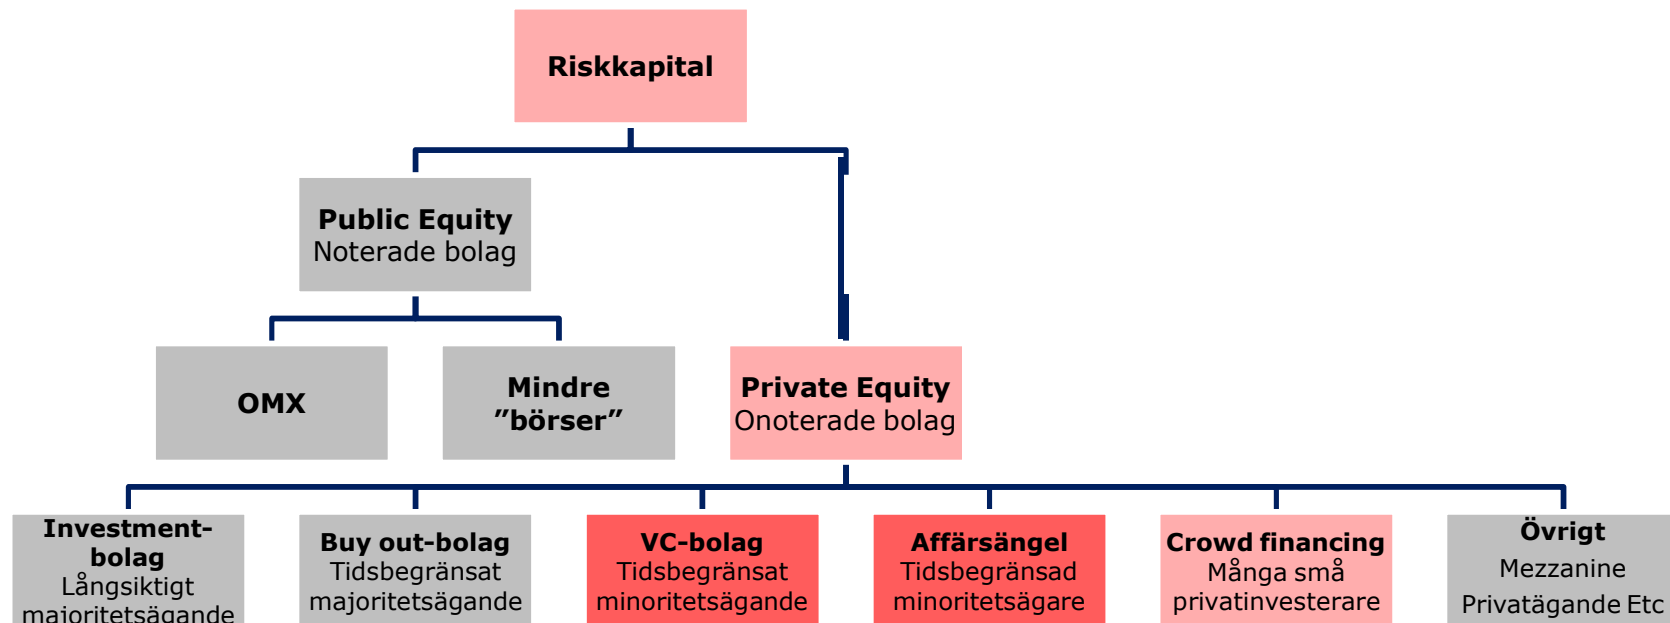 Riskkapital
Public Equity
Noterade bolag
OMX
Mindre
”börser”
Private Equity
Onoterade bolag
Investment-
bolag
Långsiktigt
majoritetsägande
Buy out-bolag
Tidsbegränsat
majoritetsägande
VC-bolag
Tidsbegränsat
minoritetsägande
Affärsängel
Tidsbegränsad
minoritetsägare
Crowd financing
Många små
privatinvesterare
Övrigt
Mezzanine
Privatägande Etc